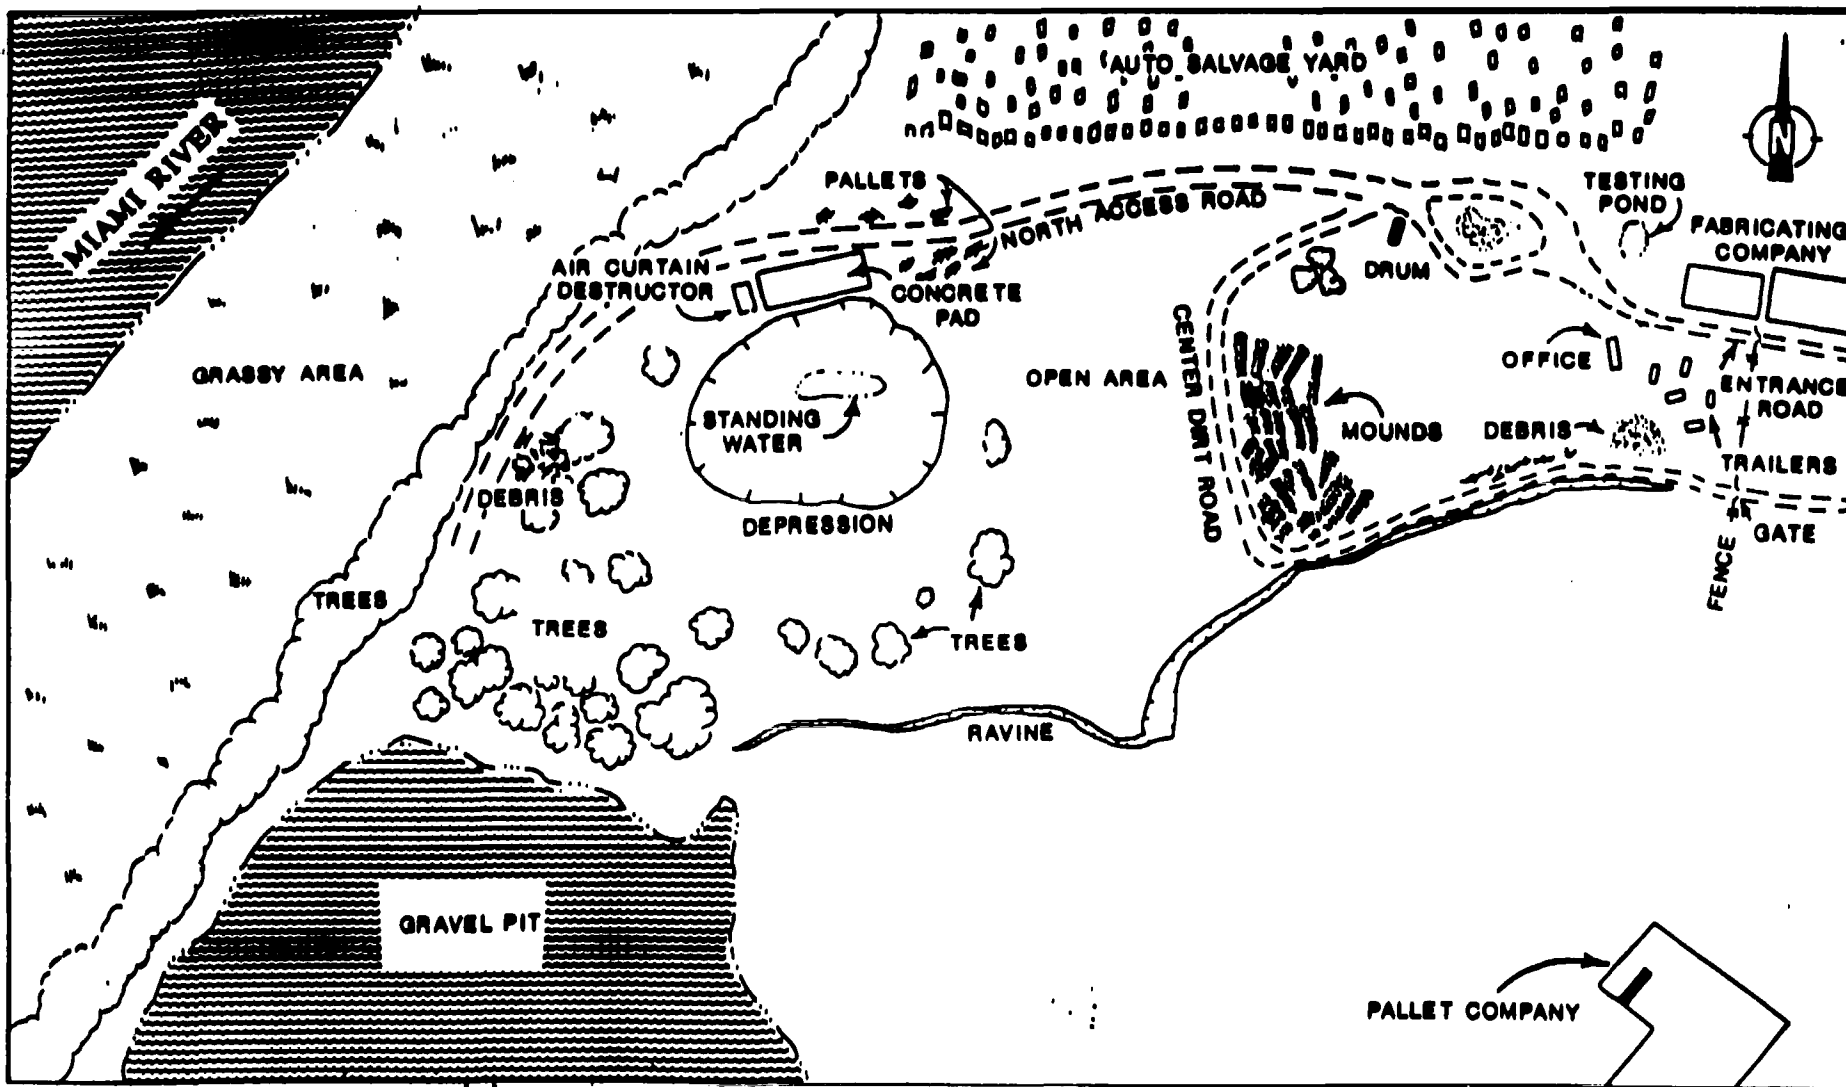 AUTO SALVAGE YARD
MIAMI RIVER
N
PALLETS
TESTING
POND
NORTH ACCESS ROAD
FABRICATING
COMPANY
AIR CURTAIN
DESTRUCTOR
DRUM
CONCRETE
PAD
CENTER DIRT ROAD
GRASSY AREA
OPEN AREA
OFFICE
ENTRANCE
ROAD
STANDING
WATER
MOUNDS
DEBRIS
TRAILERS
DEBRIS
DEPRESSION
GATE
FENCE
TREES
TREES
TREES
RAVINE
GRAVEL PIT
PALLET COMPANY